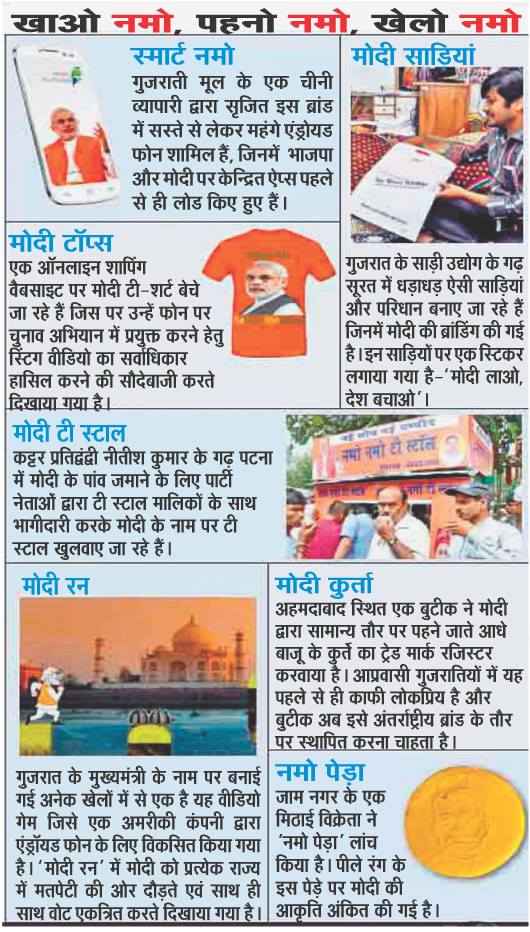 खाओ नमो, पहनो नमो, खेलो नमो
स्मार्ट नमो
गुजराती मूल के एक चीनी
व्यापारी द्वारा सृजित इस ब्रांड
में सस्ते से लेकर महंगे एंड्रोयड
फोन शामिल हैं, जिनमें भाजपा
और मोदी पर केन्द्रित ऐप्स पहले
से ही लोड किए हुए हैं।
मोदी साडियां
गुजरात के साड़ी उद्योग के गढ़
सूरत में धड़ाधड़ ऐसी साड़ियां
और परिधान बनाए जा रहे हैं
जिनमें मोदी की ब्रांडिंग की गई
है। इन साड़ियों पर एक स्टिकर
लगाया गया है-'मोदी लाओ,
देश बचाओ'।
मोदी टॉप्स
एक ऑनलाइन शापिंग
वैबसाइट पर मोदी टी-शर्ट बेचे
जा रहे हैं जिस पर उन्हें फोन पर
चुनाव अभियान में प्रयुक्त करने हेतु
स्टिंग वीडियो का सर्वाधिकार
हासिल करने की सौदेबाजी करते
दिखाया गया है।
मोदी टी स्टाल
कट्टर प्रतिद्वंद्वी नीतीश कुमार के गढ़ पटना
में मोदी के पांव जमाने के लिए पार्टी
नेताओं द्वारा टी स्टाल मालिकों के साथ
भागीदारी करके मोदी के नाम पर टी
स्टाल खुलवाए जा रहे हैं।
नई सोच नई उम्मीद
नमो नमो टी स्टॉल
नमो नमो टी स्टॉल
मोदी रन
गुजरात के मुख्यमंत्री के नाम पर बनाई
गई अनेक खेलों में से एक है यह वीडियो
गेम जिसे एक अमरीकी कंपनी द्वारा
एंड्रॉयड फोन के लिए विकसित किया गया
है। 'मोदी रन' में मोदी को प्रत्येक राज्य
में मतपेटी की ओर दौड़ते एवं साथ ही
साथ वोट एकत्रित करते दिखाया गया है।
मोदी कुर्ता
अहमदाबाद स्थित एक बुटीक ने मोदी
द्वारा सामान्य तौर पर पहने जाते आधे
बाजू के कुर्ते का ट्रेड मार्क रजिस्टर
करवाया है। आप्रवासी गुजरातियों में यह
पहले से ही काफी लोकप्रिय है और
बुटीक अब इसे अंतर्राष्ट्रीय ब्रांड के तौर
पर स्थापित करना चाहता है।
नमो पेड़ा
जाम नगर के एक
मिठाई विक्रेता ने
'नमो पेड़ा' लांच
किया है। पीले रंग के
इस पेड़े पर मोदी की
आकृति अंकित की गई है।